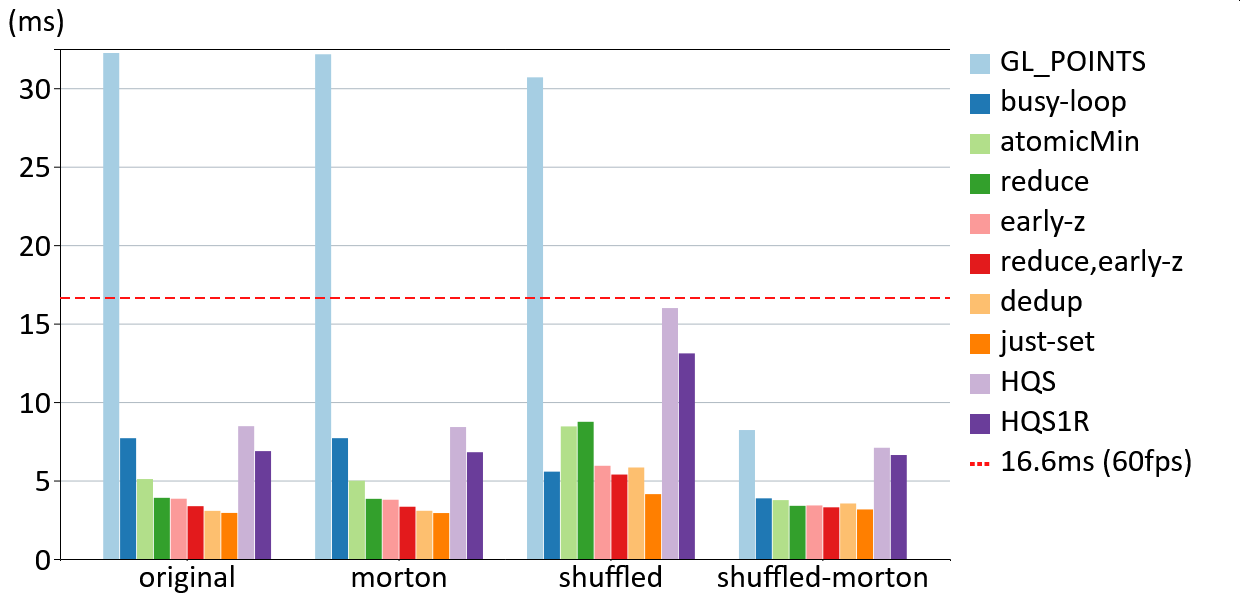 (ms)
30
25
20
15
10
5
0
original
morton
shuffled
shuffled-morton
GL_POINTS
busy-loop
atomicMin
reduce
early-z
reduce,early-z
dedup
just-set
HQS
HQS1R
16.6ms (60fps)